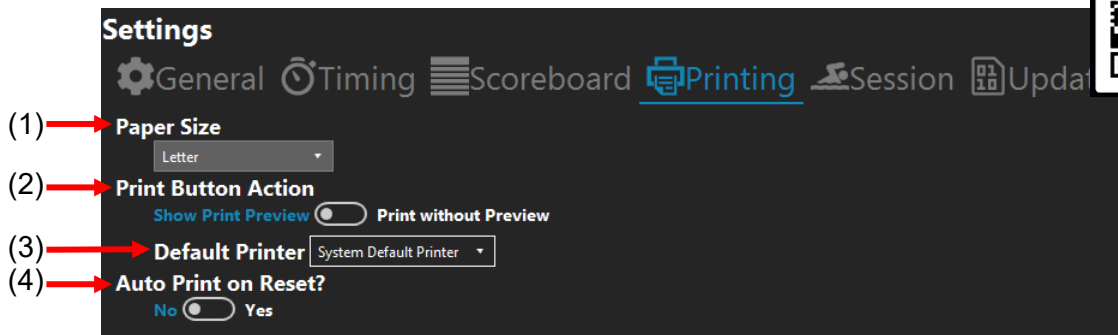 Settings
General Timing Scoreboard Printing Session Updat
(1) Paper Size
Letter
(2) Print Button Action
Show Print Preview Print without Preview
(3) Default Printer System Default Printer
(4) Auto Print on Reset?
No Yes